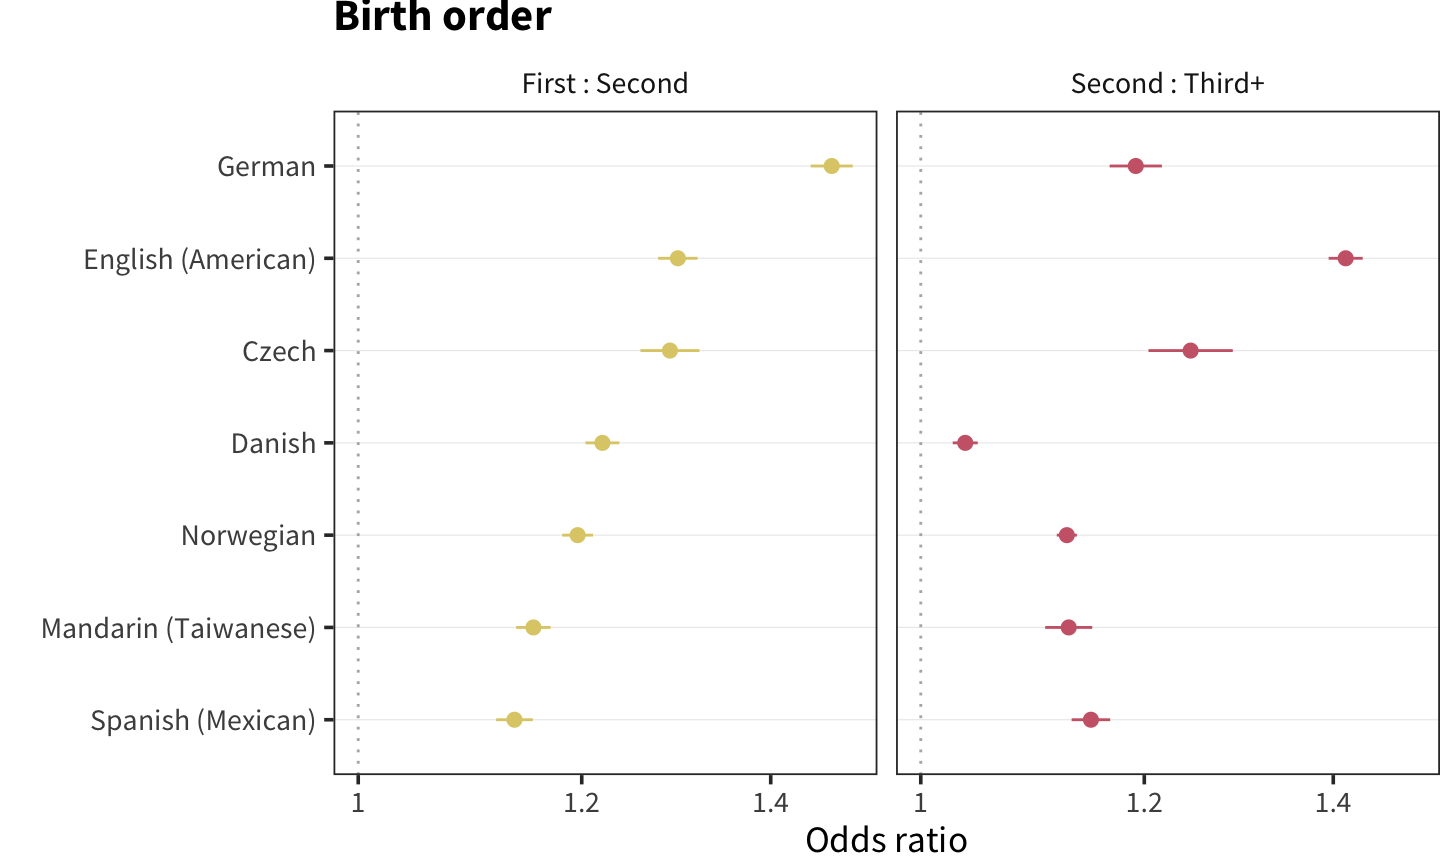 Birth order
First : Second
Second : Third+
German
English (American)
Czech
Danish
Norwegian
Mandarin (Taiwanese)
Spanish (Mexican)
1 1.2 1.4 1 1.2 1.4
Odds ratio